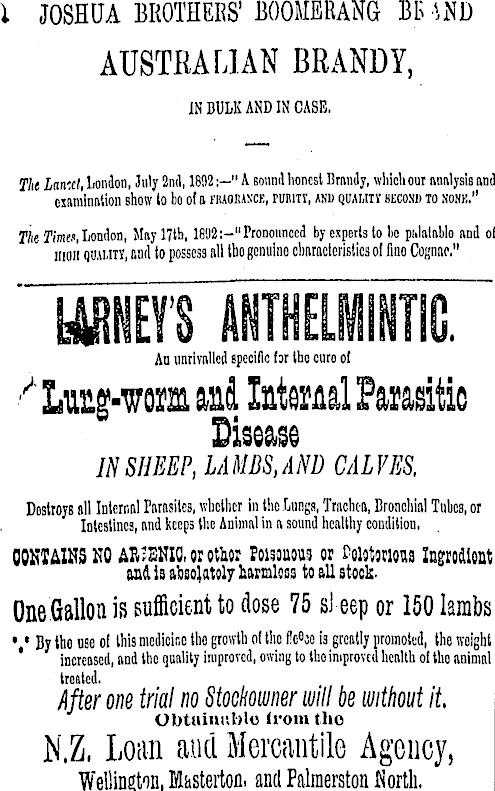 JOSHUA BROTHERS' BOOMERANG BRAND
AUSTRALIAN BRANDY,
IN BULK AND IN CASE.
The Lancet, London, July 2nd, 1892:—"A sound honest Brandy, which our analysis and
examination show to be of a FRAGRANCE, PURITY, AND QUALITY SECOND TO NONE."
The Times, London, May 17th, 1892:—"Pronounced by experts to be palatable and of
HIGH QUALITY, and to possess all the genuine characteristics of fine Cognac."
LARNEY'S ANTHELMINTIC.
An unrivalled specific for the cure of
Lung-worm and Internal Parasitic
Disease
IN SHEEP, LAMBS, AND CALVES,
Destroys all Internal Parasites, whether in the Lungs, Trachea, Bronchial Tubes, or
Intestines, and keeps the Animal in a sound healthy condition.
CONTAINS NO ARSENIC, or other Poisonous or Deleterious Ingredient
and is absolutely harmless to all stock.
One Gallon is sufficient to dose 75 sheep or 150 lambs
*** By the use of this medicine the growth of the fleece is greatly promoted, the weight
increased, and the quality improved, owing to the improved health of the animal
treated.
After one trial no Stockowner will be without it.
Obtainable from the
N.Z. Loan and Mercantile Agency,
Wellington, Masterton, and Palmerston North.